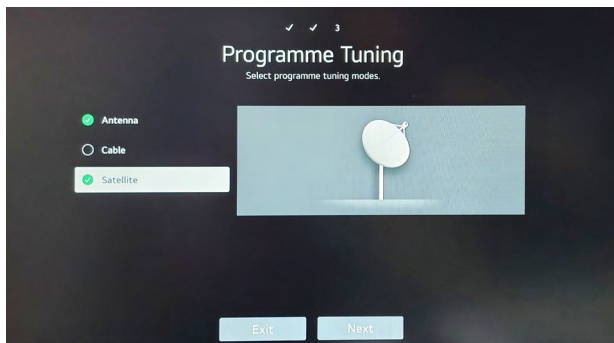 3
Programme Tuning
Select programme tuning modes.
Antenna
Cable
Satellite
Exit
Next